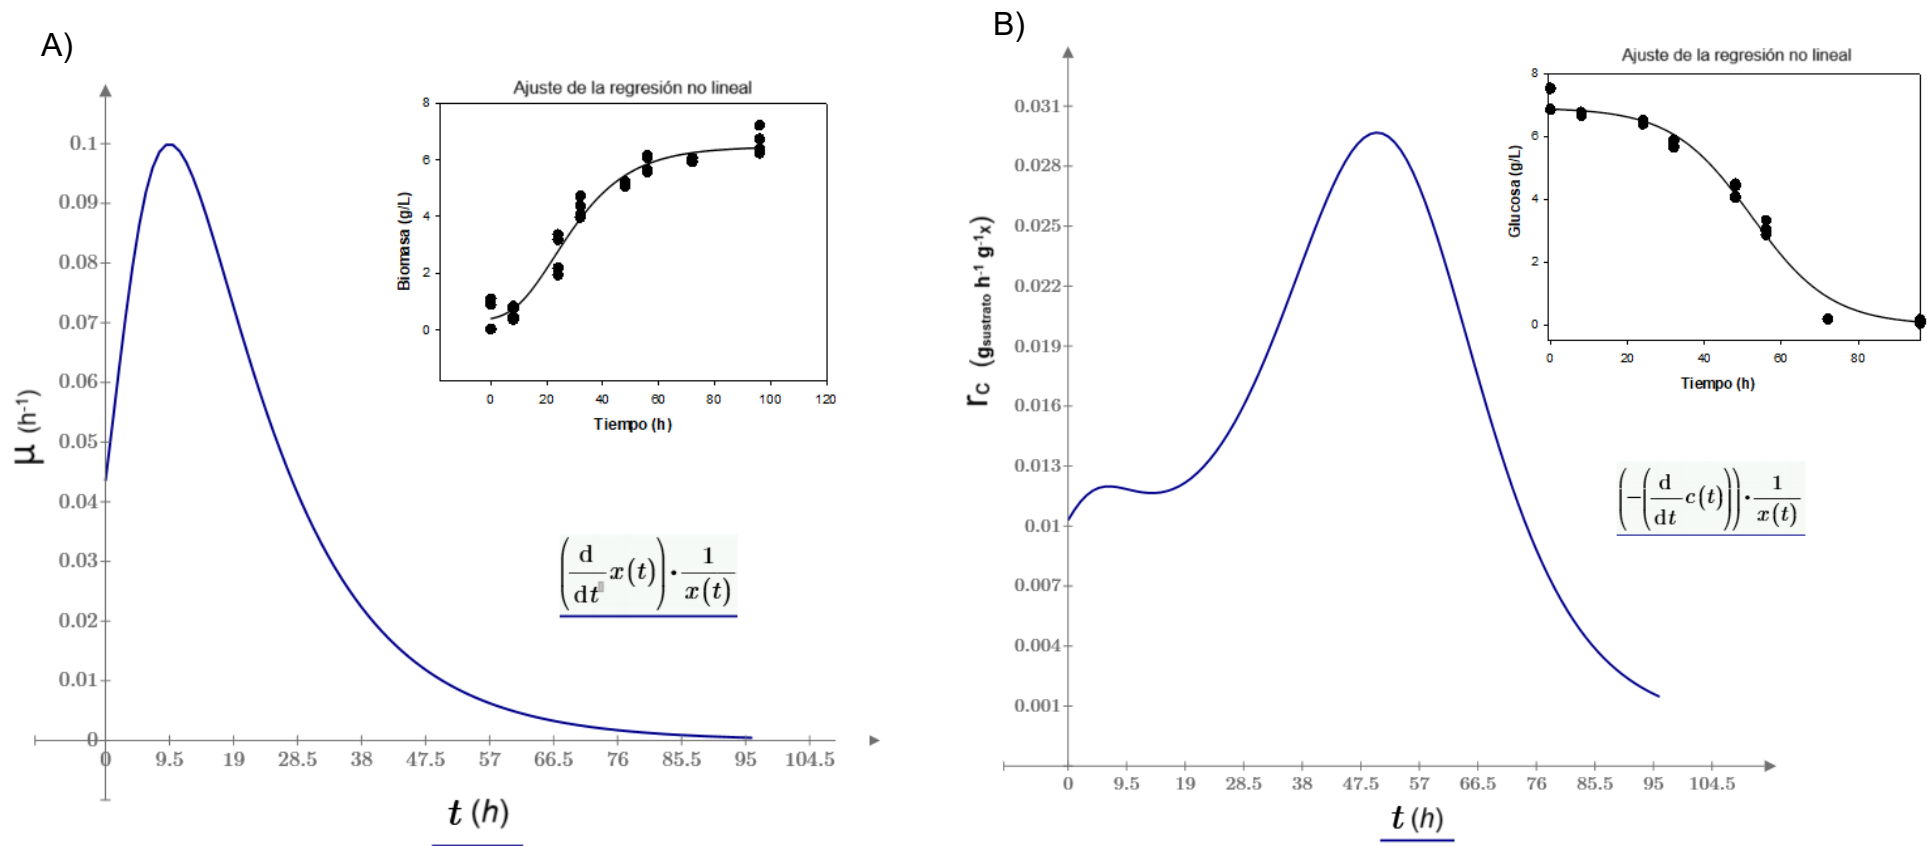 A)
Ajuste de la regresión no lineal
8
6
4
2
0
Biomasa (g/L)
0 20 40 60 80 100 120
Tiempo (h)
0.1
0.09
0.08
0.07
0.06
0.05
0.04
0.03
0.02
0.01
0
μ (h⁻¹)
(d/dt x(t))·1/x(t)
0 9.5 19 28.5 38 47.5 57 66.5 76 85.5 95 104.5
t (h)
B)
Ajuste de la regresión no lineal
8
6
4
2
0
Glucosa (g/L)
0 20 40 60 80
Tiempo (h)
0.031
0.028
0.025
0.022
0.019
0.016
0.013
0.01
0.007
0.004
0.001
rC (gsustrato h⁻¹ g⁻¹x)
(-(d/dt c(t)))·1/x(t)
0 9.5 19 28.5 38 47.5 57 66.5 76 85.5 95 104.5
t (h)